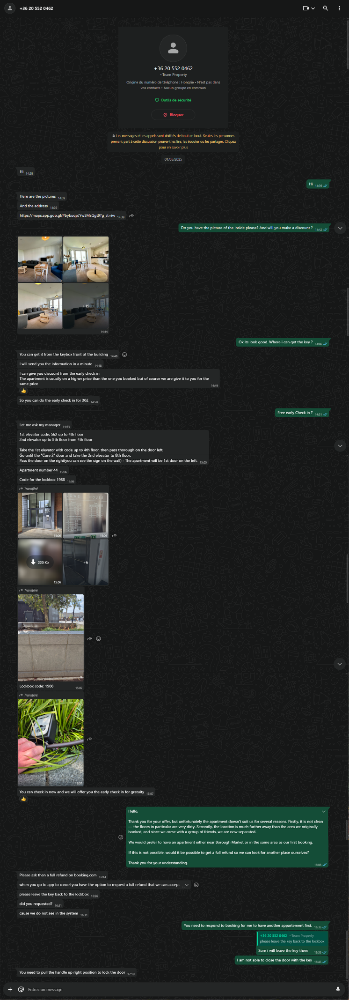 +36 20 552 0462
+36 20 552 0462
~Team Property
Origine du numéro de téléphone : Hongrie • N'est pas dans
vos contacts • Aucun groupe en commun
Outils de sécurité
Bloquer
Les messages et les appels sont chiffrés de bout en bout. Seules les personnes
prenant part à cette discussion peuvent les lire, les écouter ou les partager. Cliquez
pour en savoir plus
01/05/2025
Hi 14:38
Hi 14:39
Here are the pictures 14:39
And the address 14:39
https://maps.app.goo.gl/PbybuqpJYw5MsGgt9?g_st=iw 14:39
Do you have the picture of the inside please? And will you make a discount ? 14:42
+19
14:44
Ok its look good. Where i can get the key ? 14:46
You can get it from the keybox front of the building 14:48
I will send you the information in a minute 14:48
I can give you discount from the early check in
The apartment is usually on a higher price than the one you booked but of course we are give it to you for the
same price
14:49
So you can do the early check in for 30£ 14:50
Free early Check in ? 14:51
Let me ask my manager 14:53
1st elevator code: 562 up to 4th floor
2nd elevator up to 8th floor from 4th floor
Take the 1st elevator with code up to 4th floor, then pass thorough on the door left.
Go until the "Core 2" door and take the 2nd elevator to 8th floor.
Pass the door on the right(you can see the sign on the wall) - The apartment will be 1st door on the left. 15:05
Apartment number 44 15:06
Code for the lockbox 1988 15:06
Transféré
LOWE HOUSE
15:06
15:06
220 Ko
+6
15:06
Transféré
Lockbox code: 1988
15:07
Transféré
15:07
You can check in now and we will offer you the early check in for gratuity 15:07
Hello,
Thank you for your offer, but unfortunately the apartment doesn't suit us for several reasons. Firstly, it is not clean
— the floors in particular are very dirty. Secondly, the location is much further away than the area we originally
booked, and since we came with a group of friends, we are now separated.
We would prefer to have an apartment either near Borough Market or in the same area as our first booking.
If this is not possible, would it be possible to get a full refund so we can look for another place ourselves?
Thank you for your understanding.
16:08
Please ask then a full refund on booking.com 16:14
when you go to app to cancel you have the option to request a full refund that we can accept
please leave the key back to the lockbox 16:26
did you requested? 16:31
cause we do not see in the system 16:31
You need to respond to booking for me to have another appartement first. 16:35
+36 20 552 0462 ~Team Property
please leave the key back to the lockbox
Sure i will leave the key there 16:35
I am not able to close the door with the key 16:45
You need to pull the handle up right position to lock the door 17:19
Entrez un message